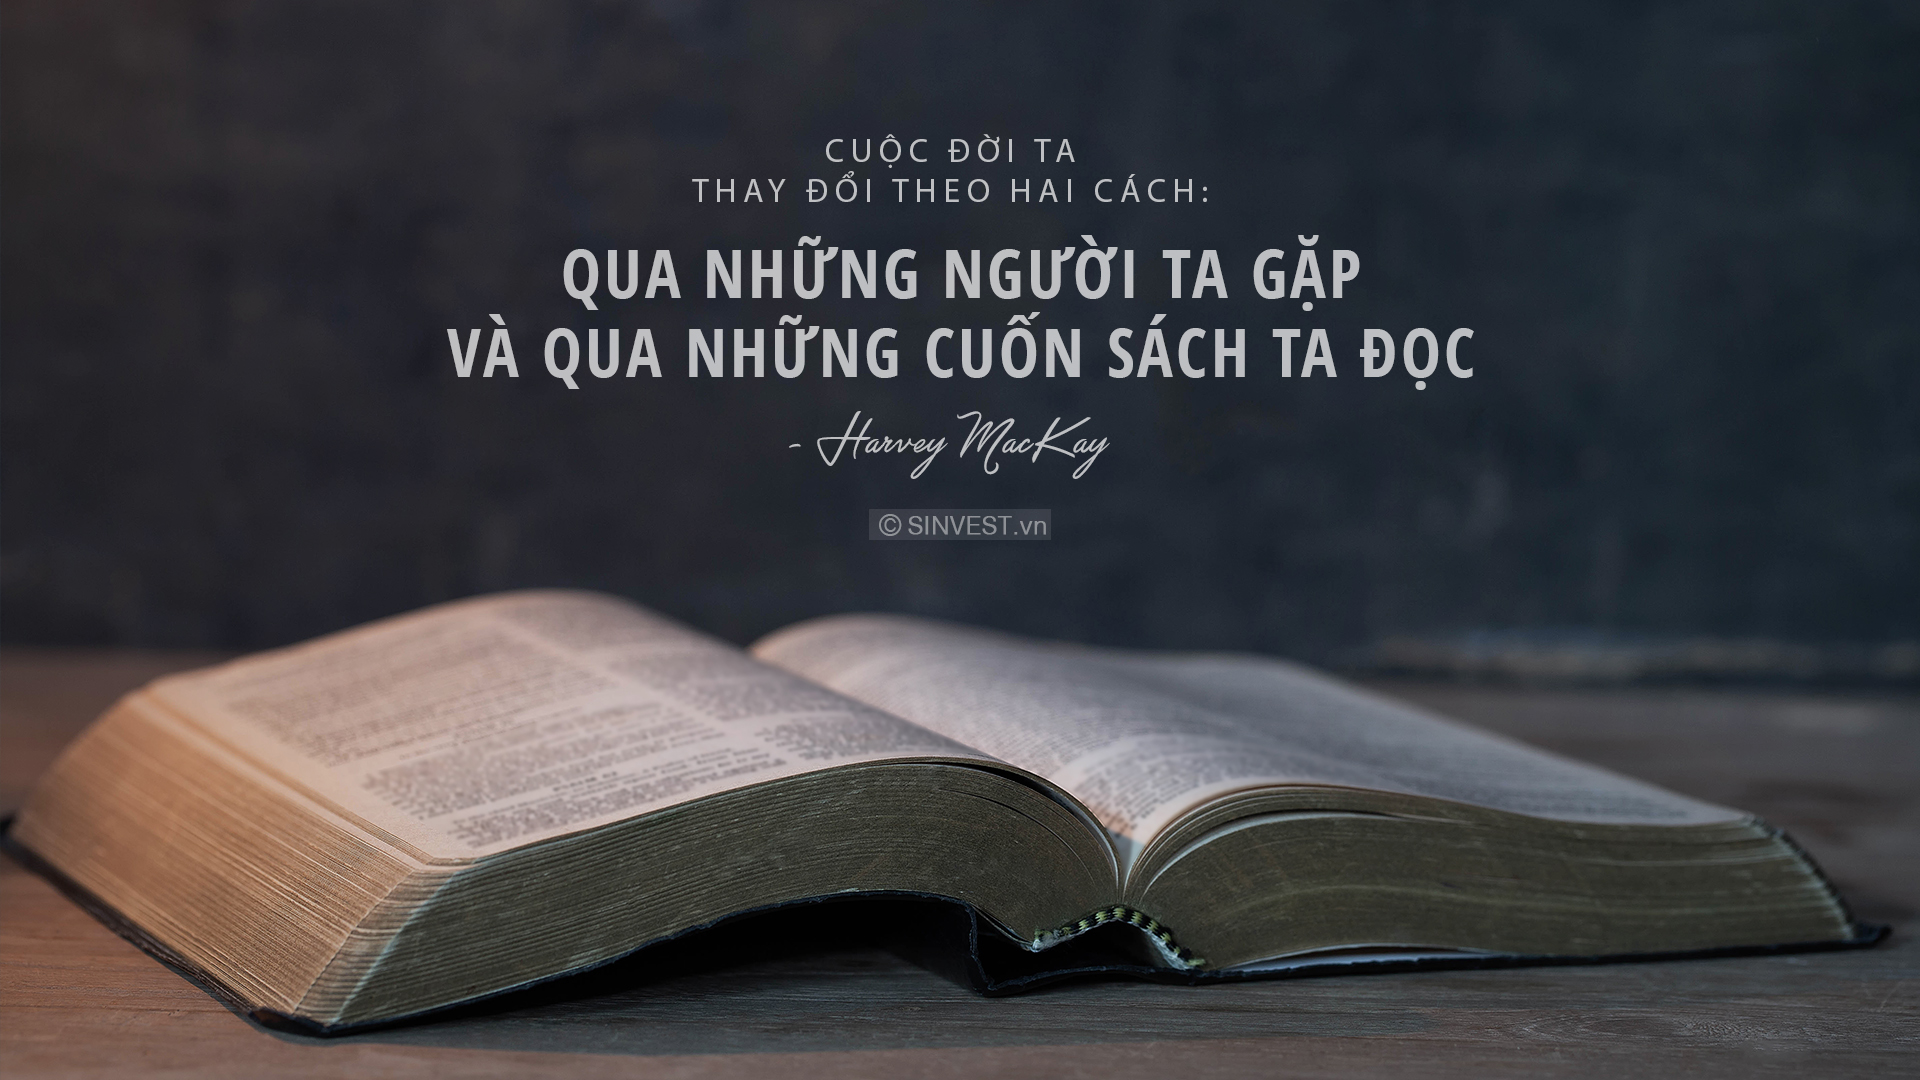 CUỘC ĐỜI TA
THAY ĐỔI THEO HAI CÁCH:
QUA NHỮNG NGƯỜI TA GẶP
VÀ QUA NHỮNG CUỐN SÁCH TA ĐỌC
- Harvey MacKay
© SINVEST.vn